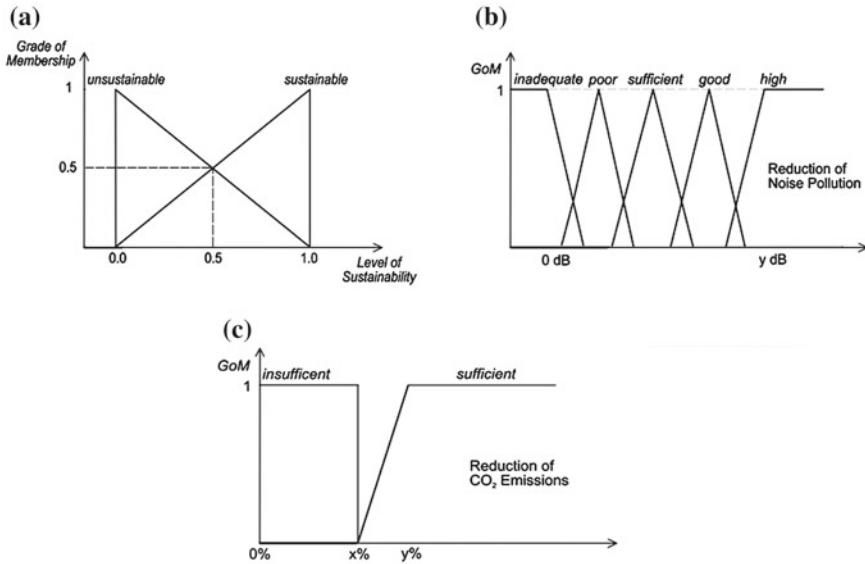 (a)
Grade of
Membership
unsustainable
sustainable
1
0.5
0.0
0.5
1.0
Level of
Sustainability
(b)
GoM
inadequate poor sufficient good high
1
Reduction of
Noise Pollution
0 dB
y dB
(c)
GoM
insufficent
sufficient
1
Reduction of
CO₂ Emissions
0%
x%
y%